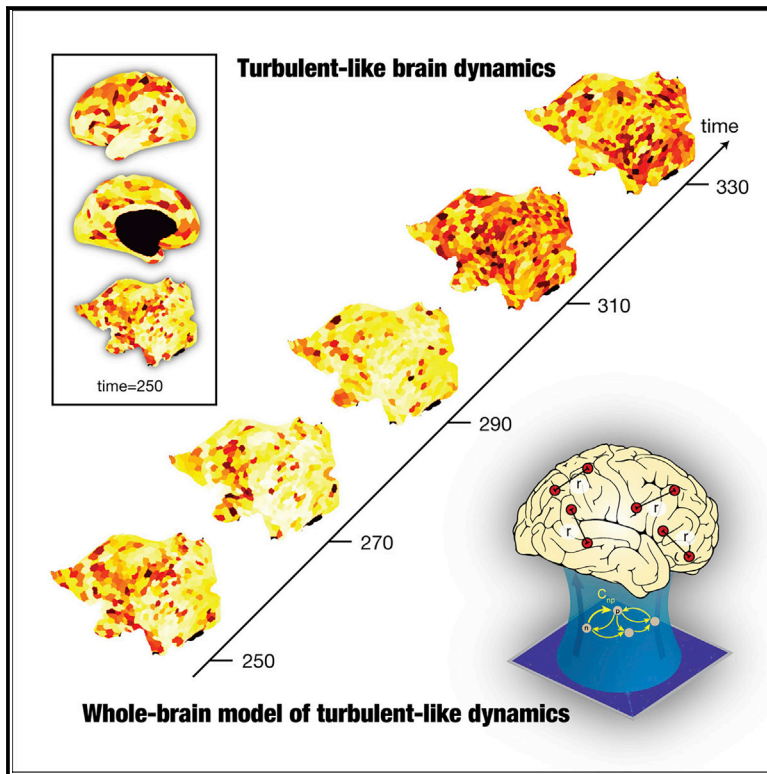 Turbulent-like brain dynamics
time
330
310
290
270
250
time=250
r
r
r
r
C_np
n
p
Whole-brain model of turbulent-like dynamics